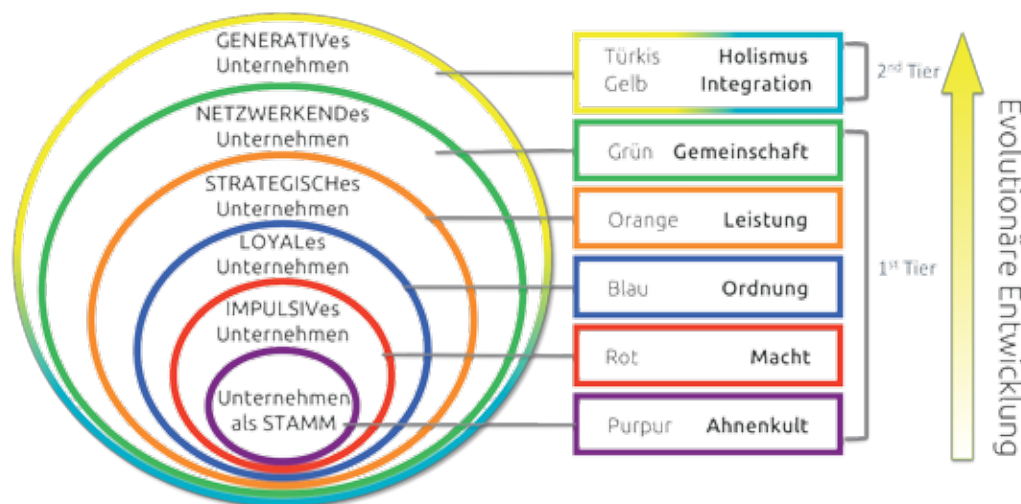 GENERATIVes
Unternehmen
NETZWERKENDes
Unternehmen
STRATEGISCHes
Unternehmen
LOYALes
Unternehmen
IMPULSIVes
Unternehmen
Unternehmen
als STAMM
Türkis Holismus
Gelb Integration
Grün Gemeinschaft
Orange Leistung
Blau Ordnung
Rot Macht
Purpur Ahnenkult
2nd Tier
1st Tier
Evolutionäre Entwicklung